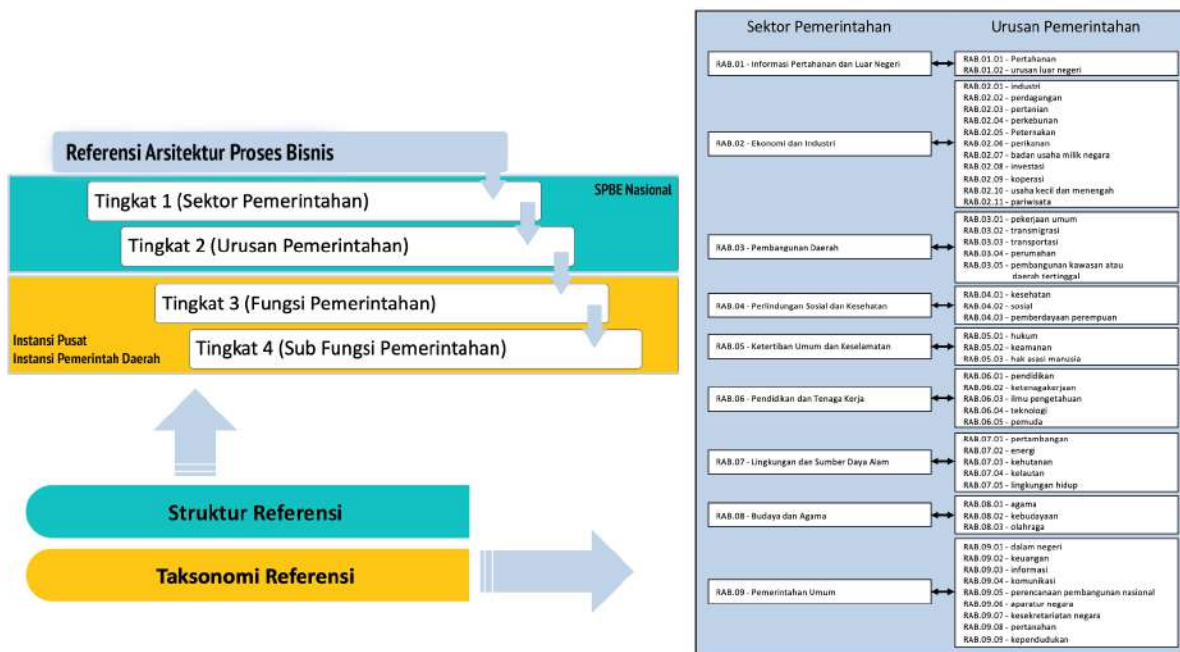 Referensi Arsitektur Proses Bisnis
SPBE Nasional
Tingkat 1 (Sektor Pemerintahan)
Tingkat 2 (Urusan Pemerintahan)
Tingkat 3 (Fungsi Pemerintahan)
Instansi Pusat
Instansi Pemerintah Daerah
Tingkat 4 (Sub Fungsi Pemerintahan)
Struktur Referensi
Taksonomi Referensi
Sektor Pemerintahan
Urusan Pemerintahan
RAB.01 - Informasi Pertahanan dan Luar Negeri
RAB.01.01 - Pertahanan
RAB.01.02 - urusan luar negeri
RAB.02 - Ekonomi dan Industri
RAB.02.01 - industri
RAB.02.02 - perdagangan
RAB.02.03 - pertanian
RAB.02.04 - perkebunan
RAB.02.05 - Peternakan
RAB.02.06 - perikanan
RAB.02.07 - badan usaha milik negara
RAB.02.08 - investasi
RAB.02.09 - koperasi
RAB.02.10 - usaha kecil dan menengah
RAB.02.11 - pariwisata
RAB.03 - Pembangunan Daerah
RAB.03.01 - pekerjaan umum
RAB.03.02 - transmigrasi
RAB.03.03 - transportasi
RAB.03.04 - perumahan
RAB.03.05 - pembangunan kawasan atau
daerah tertinggal
RAB.04 - Perlindungan Sosial dan Kesehatan
RAB.04.01 - kesehatan
RAB.04.02 - sosial
RAB.04.03 - pemberdayaan perempuan
RAB.05 - Ketertiban Umum dan Keselamatan
RAB.05.01 - hukum
RAB.05.02 - keamanan
RAB.05.03 - hak asasi manusia
RAB.06 - Pendidikan dan Tenaga Kerja
RAB.06.01 - pendidikan
RAB.06.02 - ketenagakerjaan
RAB.06.03 - ilmu pengetahuan
RAB.06.04 - teknologi
RAB.06.05 - pemuda
RAB.07 - Lingkungan dan Sumber Daya Alam
RAB.07.01 - pertambangan
RAB.07.02 - energi
RAB.07.03 - kehutanan
RAB.07.04 - kelautan
RAB.07.05 - lingkungan hidup
RAB.08 - Budaya dan Agama
RAB.08.01 - agama
RAB.08.02 - kebudayaan
RAB.08.03 - olahraga
RAB.09 - Pemerintahan Umum
RAB.09.01 - dalam negeri
RAB.09.02 - keuangan
RAB.09.03 - informasi
RAB.09.04 - komunikasi
RAB.09.05 - perencanaan pembangunan nasional
RAB.09.06 - aparatur negara
RAB.09.07 - kesekretariatan negara
RAB.09.08 - pertanahan
RAB.09.09 - kependudukan